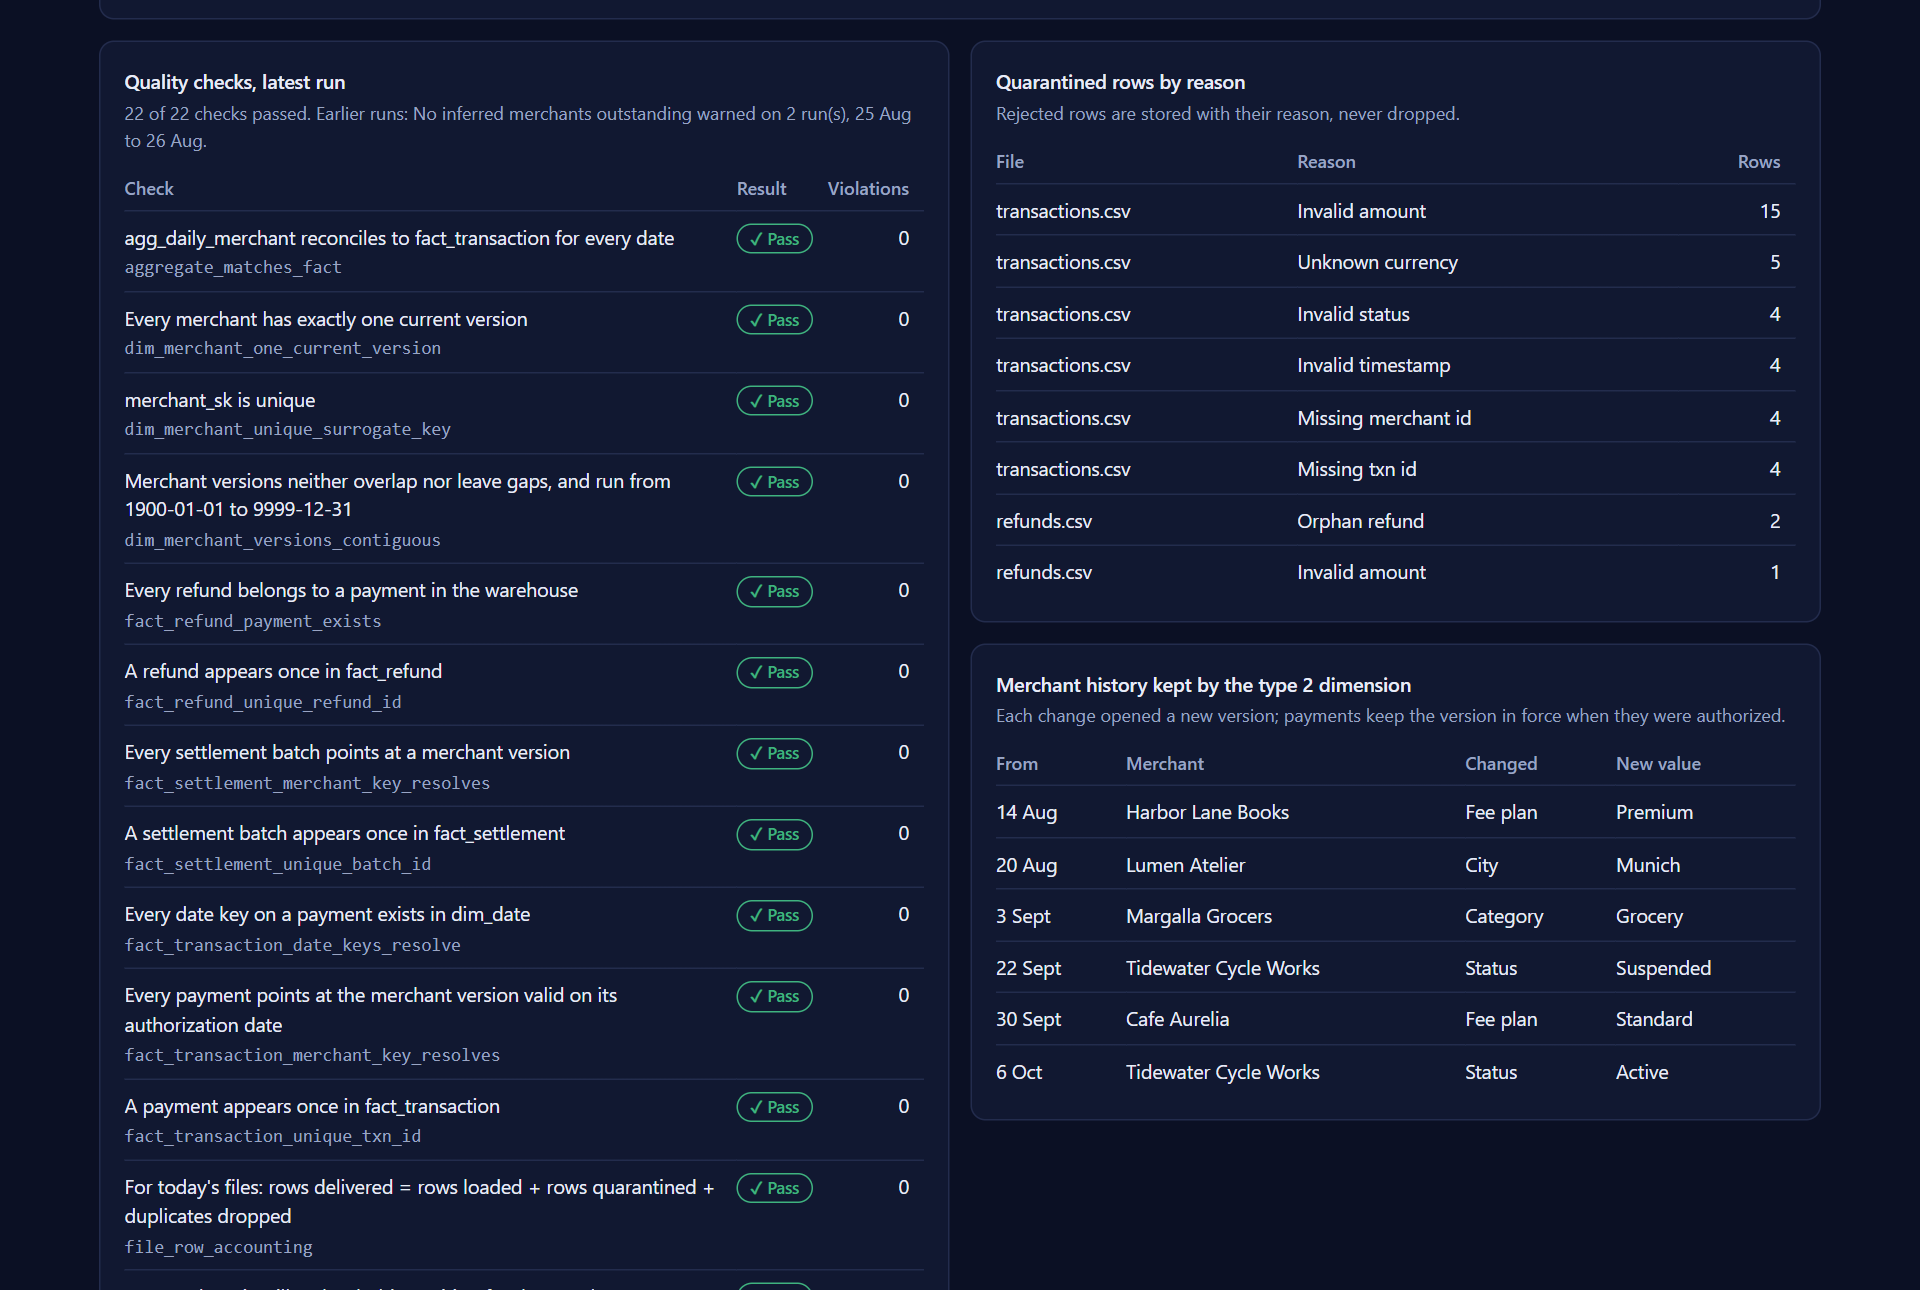 Quality checks, latest run
22 of 22 checks passed. Earlier runs: No inferred merchants outstanding warned on 2 run(s), 25 Aug
to 26 Aug.
Check Result Violations
agg_daily_merchant reconciles to fact_transaction for every date ✓ Pass 0
aggregate_matches_fact
Every merchant has exactly one current version ✓ Pass 0
dim_merchant_one_current_version
merchant_sk is unique ✓ Pass 0
dim_merchant_unique_surrogate_key
Merchant versions neither overlap nor leave gaps, and run from ✓ Pass 0
1900-01-01 to 9999-12-31
dim_merchant_versions_contiguous
Every refund belongs to a payment in the warehouse ✓ Pass 0
fact_refund_payment_exists
A refund appears once in fact_refund ✓ Pass 0
fact_refund_unique_refund_id
Every settlement batch points at a merchant version ✓ Pass 0
fact_settlement_merchant_key_resolves
A settlement batch appears once in fact_settlement ✓ Pass 0
fact_settlement_unique_batch_id
Every date key on a payment exists in dim_date ✓ Pass 0
fact_transaction_date_keys_resolve
Every payment points at the merchant version valid on its ✓ Pass 0
authorization date
fact_transaction_merchant_key_resolves
A payment appears once in fact_transaction ✓ Pass 0
fact_transaction_unique_txn_id
For today's files: rows delivered = rows loaded + rows quarantined + ✓ Pass 0
duplicates dropped
file_row_accounting
Quarantined rows by reason
Rejected rows are stored with their reason, never dropped.
File Reason Rows
transactions.csv Invalid amount 15
transactions.csv Unknown currency 5
transactions.csv Invalid status 4
transactions.csv Invalid timestamp 4
transactions.csv Missing merchant id 4
transactions.csv Missing txn id 4
refunds.csv Orphan refund 2
refunds.csv Invalid amount 1
Merchant history kept by the type 2 dimension
Each change opened a new version; payments keep the version in force when they were authorized.
From Merchant Changed New value
14 Aug Harbor Lane Books Fee plan Premium
20 Aug Lumen Atelier City Munich
3 Sept Margalla Grocers Category Grocery
22 Sept Tidewater Cycle Works Status Suspended
30 Sept Cafe Aurelia Fee plan Standard
6 Oct Tidewater Cycle Works Status Active